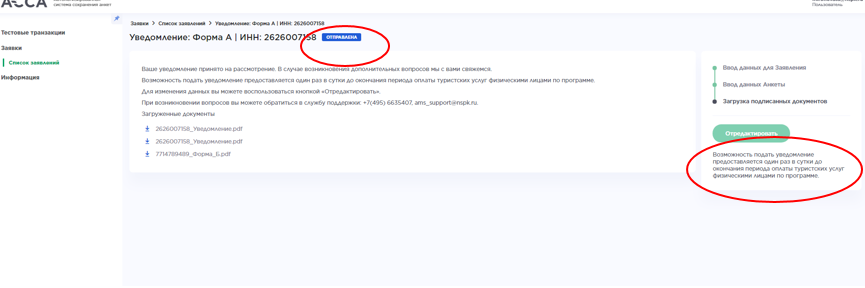 АССА
система сохранения анкет
Пользователь
Тестовые транзакции
Заявки
Список заявлений
Информация
Заявки > Список заявлений > Уведомление: Форма А | ИНН: 2626007158
Уведомление: Форма А | ИНН: 2626007158 ОТПРАВЛЕНА
Ваше уведомление принято на рассмотрение. В случае возникновения дополнительных вопросов мы с вами свяжемся.
Возможность подать уведомление предоставляется один раз в сутки до окончания периода оплаты туристских услуг физическими лицами по программе.
Для изменения данных вы можете воспользоваться кнопкой «Отредактировать».
При возникновении вопросов вы можете обратиться в службу поддержки: +7(495) 6635407, ams_support@nspk.ru.
Загруженные документы
2626007158_Уведомление.pdf
2626007158_Уведомление.pdf
7714789489_Форма_Б.pdf
Ввод данных для Заявления
Ввод данных Анкеты
Загрузка подписанных документов
Отредактировать
Возможность подать уведомление
предоставляется один раз в сутки до
окончания периода оплаты туристских услуг
физическими лицами по программе.